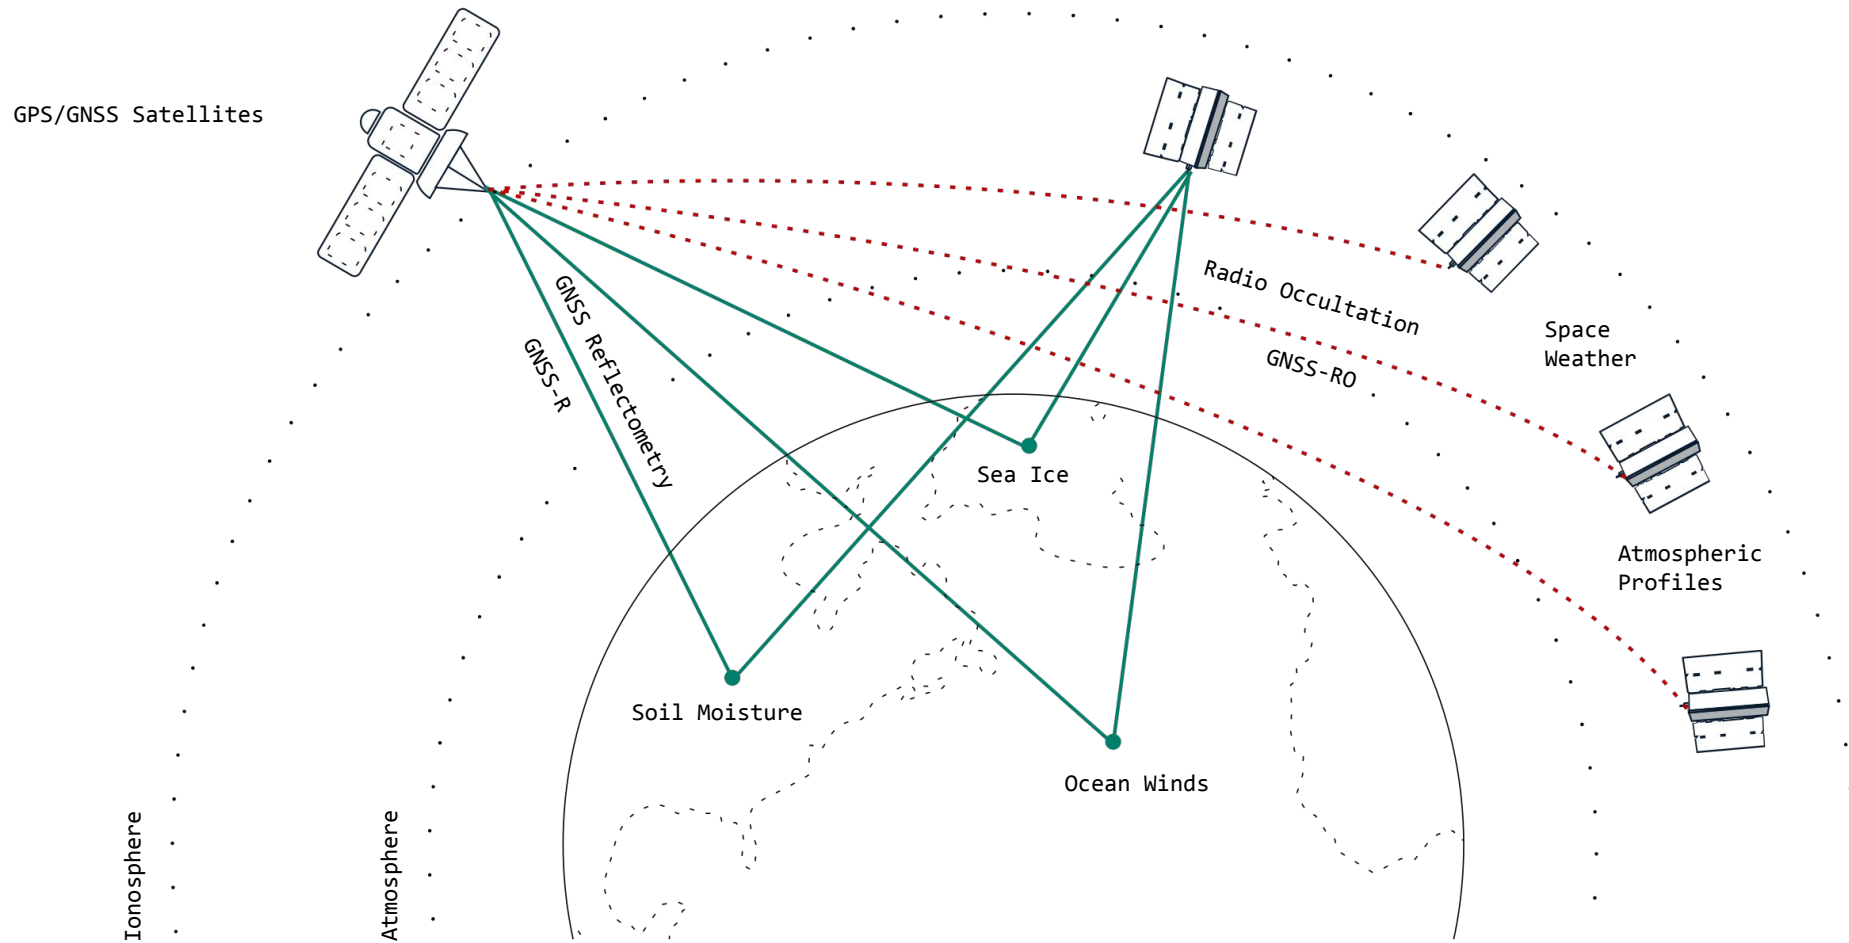 GPS/GNSS Satellites
GNSS Reflectometry
GNSS-R
Radio Occultation
GNSS-RO
Space
Weather
Sea Ice
Atmospheric
Profiles
Soil Moisture
Ocean Winds
Ionosphere
Atmosphere